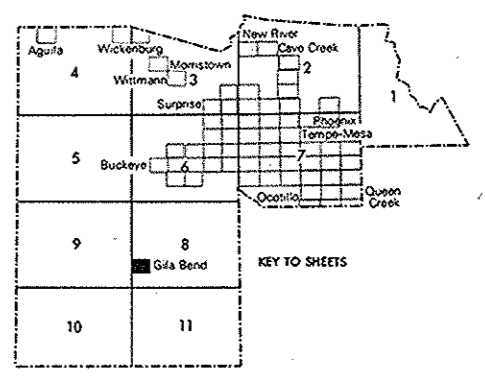 New River
Aguila
Wickenburg
Cave Creek
4
Morristown
2
Wittmann
3
1
Surprise
Phoenix
Tempe-Mesa
5
7
Buckeye
6
Ocotillo
Queen
Creek
9
8
KEY TO SHEETS
Gila Bend
10
11